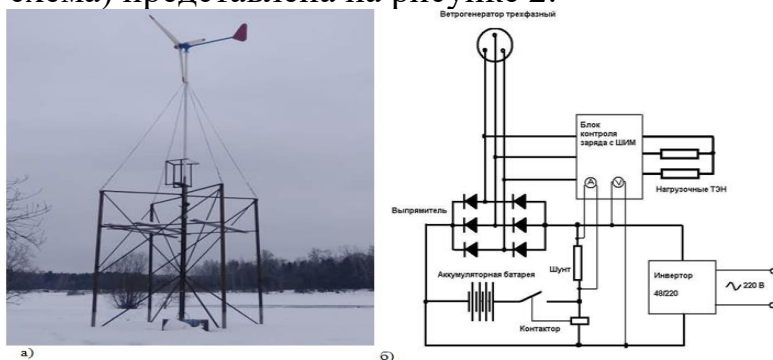 схема) представлена на рисунке 2.
Ветрогенератор трехфазный
Блок
контроля
заряда с ШИМ
A
V
Нагрузочные ТЭН
Выпрямитель
Шунт
Аккумуляторная батарея
Инвертор
48/220
220 В
Контактор
а)
б)